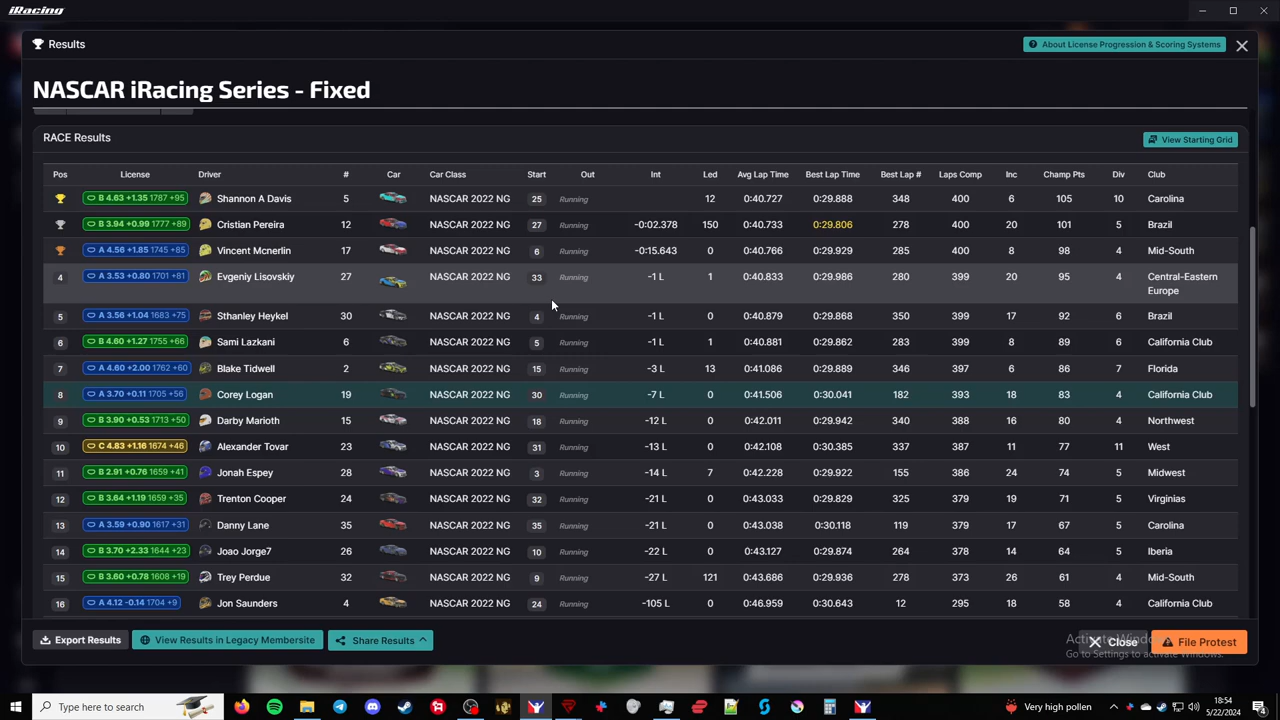 iRacing
Results
About License Progression & Scoring Systems
NASCAR iRacing Series - Fixed
RACE Results
View Starting Grid
Pos License Driver # Car Car Class Start Out Int Led Avg Lap Time Best Lap Time Best Lap # Laps Comp Inc Champ Pts Div Club
B 4.63 +1.35 1787 +95 Shannon A Davis 5 NASCAR 2022 NG 25 Running 12 0:40.727 0:29.888 348 400 6 105 10 Carolina
B 3.94 +0.99 1777 +89 Cristian Pereira 12 NASCAR 2022 NG 27 Running -0:02.378 150 0:40.733 0:29.806 278 400 20 101 5 Brazil
A 4.56 +1.85 1745 +85 Vincent Mcnerlin 17 NASCAR 2022 NG 6 Running -0:15.643 0 0:40.766 0:29.929 285 400 8 98 4 Mid-South
4 A 3.53 +0.80 1701 +81 Evgeniy Lisovskiy 27 NASCAR 2022 NG 33 Running -1 L 1 0:40.833 0:29.986 280 399 20 95 4 Central-Eastern
Europe
5 A 3.56 +1.04 1683 +75 Sthanley Heykel 30 NASCAR 2022 NG 4 Running -1 L 0 0:40.879 0:29.868 350 399 17 92 6 Brazil
6 B 4.60 +1.27 1755 +66 Sami Lazkani 6 NASCAR 2022 NG 5 Running -1 L 1 0:40.881 0:29.862 283 399 8 89 6 California Club
7 A 4.60 +2.00 1762 +60 Blake Tidwell 2 NASCAR 2022 NG 15 Running -3 L 13 0:41.086 0:29.889 346 397 6 86 7 Florida
8 A 3.70 +0.11 1705 +56 Corey Logan 19 NASCAR 2022 NG 30 Running -7 L 0 0:41.506 0:30.041 182 393 18 83 4 California Club
9 B 3.90 +0.53 1713 +50 Darby Marioth 15 NASCAR 2022 NG 18 Running -12 L 0 0:42.011 0:29.942 340 388 16 80 4 Northwest
10 C 4.83 +1.16 1674 +46 Alexander Tovar 23 NASCAR 2022 NG 31 Running -13 L 0 0:42.108 0:30.385 337 387 11 77 11 West
11 B 2.91 +0.76 1659 +41 Jonah Espey 28 NASCAR 2022 NG 3 Running -14 L 7 0:42.228 0:29.922 155 386 24 74 5 Midwest
12 B 3.64 +1.19 1659 +35 Trenton Cooper 24 NASCAR 2022 NG 32 Running -21 L 0 0:43.033 0:29.829 325 379 19 71 5 Virginias
13 A 3.59 +0.90 1617 +31 Danny Lane 35 NASCAR 2022 NG 35 Running -21 L 0 0:43.038 0:30.118 119 379 17 67 5 Carolina
14 B 3.70 +2.33 1644 +23 Joao Jorge7 26 NASCAR 2022 NG 10 Running -22 L 0 0:43.127 0:29.874 264 378 14 64 5 Iberia
15 B 3.60 +0.78 1608 +19 Trey Perdue 32 NASCAR 2022 NG 9 Running -27 L 121 0:43.686 0:29.936 278 373 26 61 4 Mid-South
16 A 4.12 -0.14 1704 +9 Jon Saunders 4 NASCAR 2022 NG 24 Running -105 L 0 0:46.959 0:30.643 12 295 18 58 4 California Club
Export Results View Results in Legacy Membersite Share Results Close File Protest
Activate Windows
Go to Settings to activate Windows.
Type here to search Very high pollen 18:54
5/22/2024